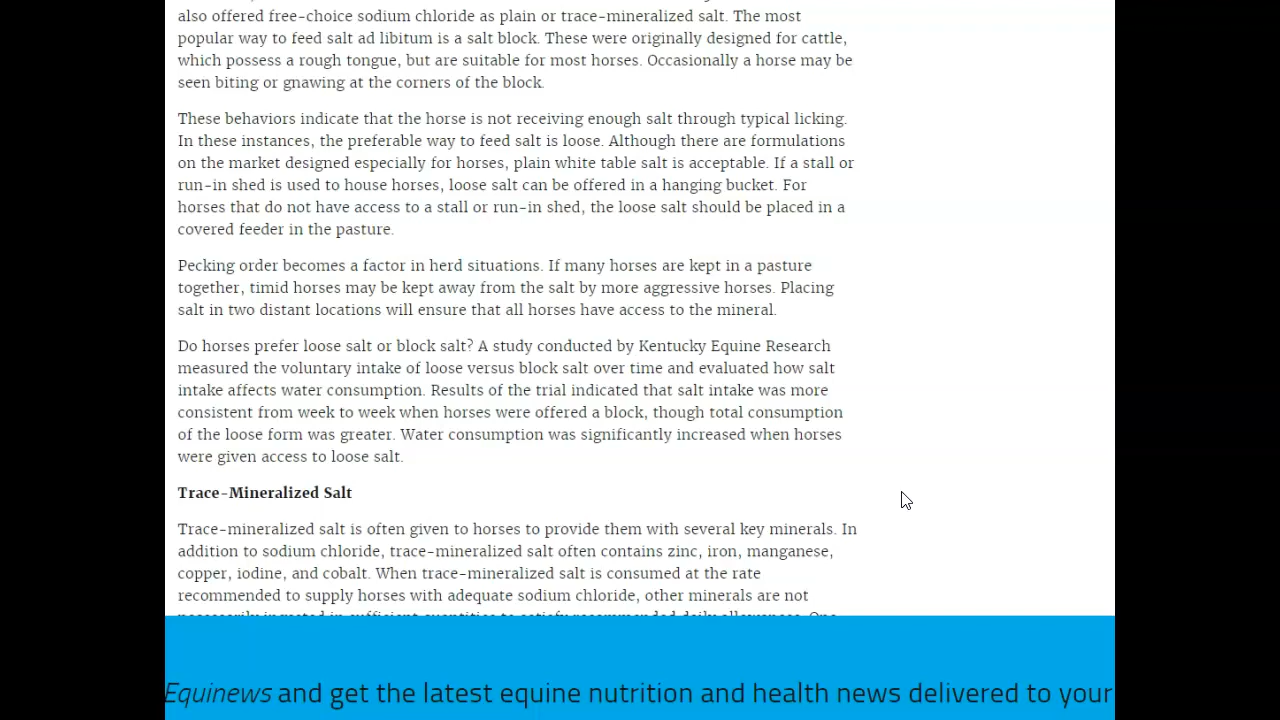 also offered free-choice sodium chloride as plain or trace-mineralized salt. The most
popular way to feed salt ad libitum is a salt block. These were originally designed for cattle,
which possess a rough tongue, but are suitable for most horses. Occasionally a horse may be
seen biting or gnawing at the corners of the block.
These behaviors indicate that the horse is not receiving enough salt through typical licking.
In these instances, the preferable way to feed salt is loose. Although there are formulations
on the market designed especially for horses, plain white table salt is acceptable. If a stall or
run-in shed is used to house horses, loose salt can be offered in a hanging bucket. For
horses that do not have access to a stall or run-in shed, the loose salt should be placed in a
covered feeder in the pasture.
Pecking order becomes a factor in herd situations. If many horses are kept in a pasture
together, timid horses may be kept away from the salt by more aggressive horses. Placing
salt in two distant locations will ensure that all horses have access to the mineral.
Do horses prefer loose salt or block salt? A study conducted by Kentucky Equine Research
measured the voluntary intake of loose versus block salt over time and evaluated how salt
intake affects water consumption. Results of the trial indicated that salt intake was more
consistent from week to week when horses were offered a block, though total consumption
of the loose form was greater. Water consumption was significantly increased when horses
were given access to loose salt.
Trace-Mineralized Salt
Trace-mineralized salt is often given to horses to provide them with several key minerals. In
addition to sodium chloride, trace-mineralized salt often contains zinc, iron, manganese,
copper, iodine, and cobalt. When trace-mineralized salt is consumed at the rate
recommended to supply horses with adequate sodium chloride, other minerals are not
Equinews and get the latest equine nutrition and health news delivered to your